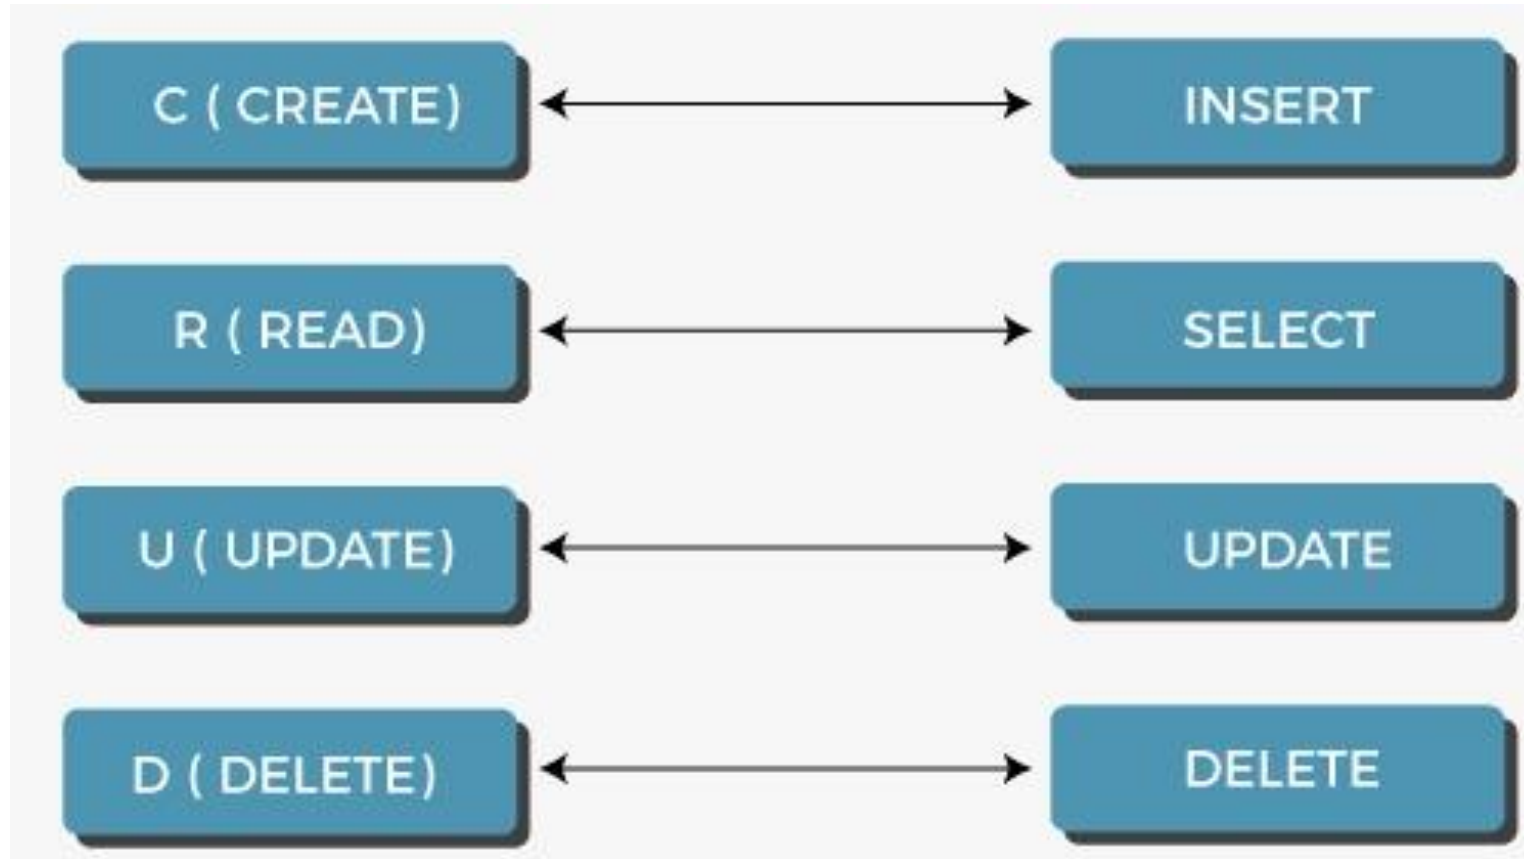 C ( CREATE)
INSERT
R ( READ)
SELECT
U ( UPDATE)
UPDATE
D ( DELETE)
DELETE